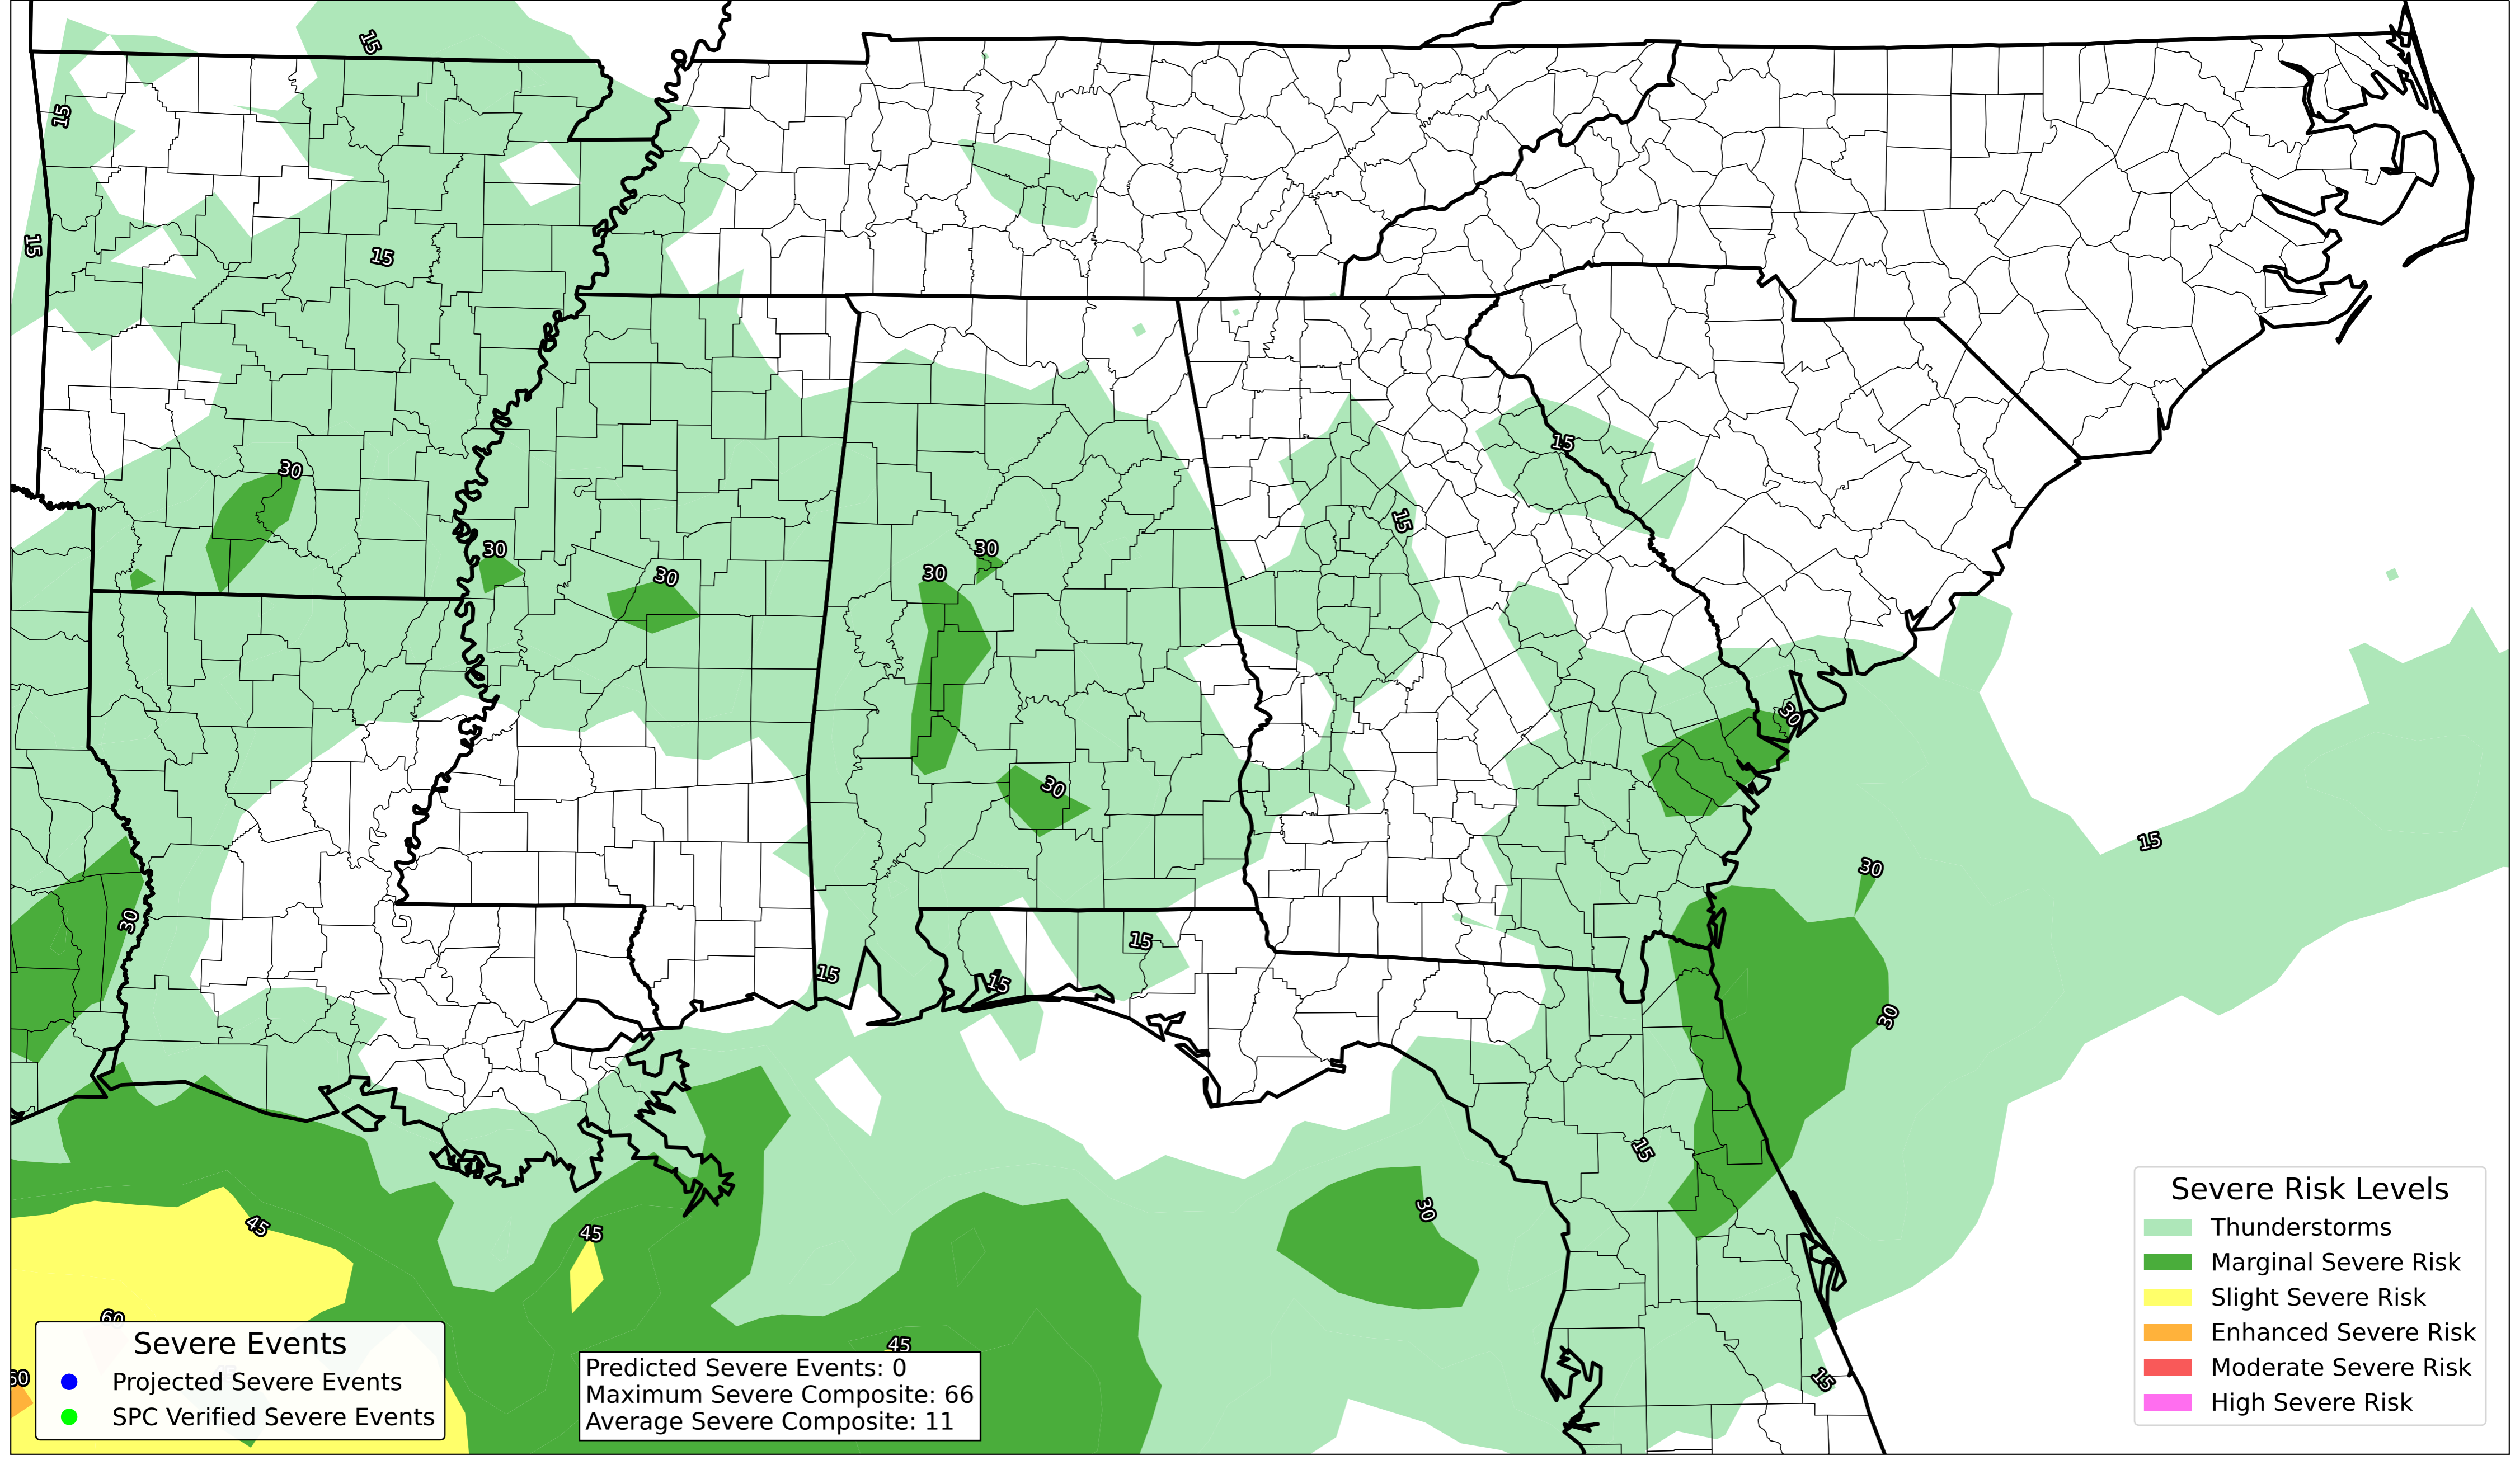 15
15
15
15
15
30
15
30
30
30
30
30
30
15
30
30
15
15
15
30
15
30
45
45
60
45
60
15
Severe Events
Projected Severe Events
SPC Verified Severe Events
Predicted Severe Events: 0
Maximum Severe Composite: 66
Average Severe Composite: 11
Severe Risk Levels
Thunderstorms
Marginal Severe Risk
Slight Severe Risk
Enhanced Severe Risk
Moderate Severe Risk
High Severe Risk